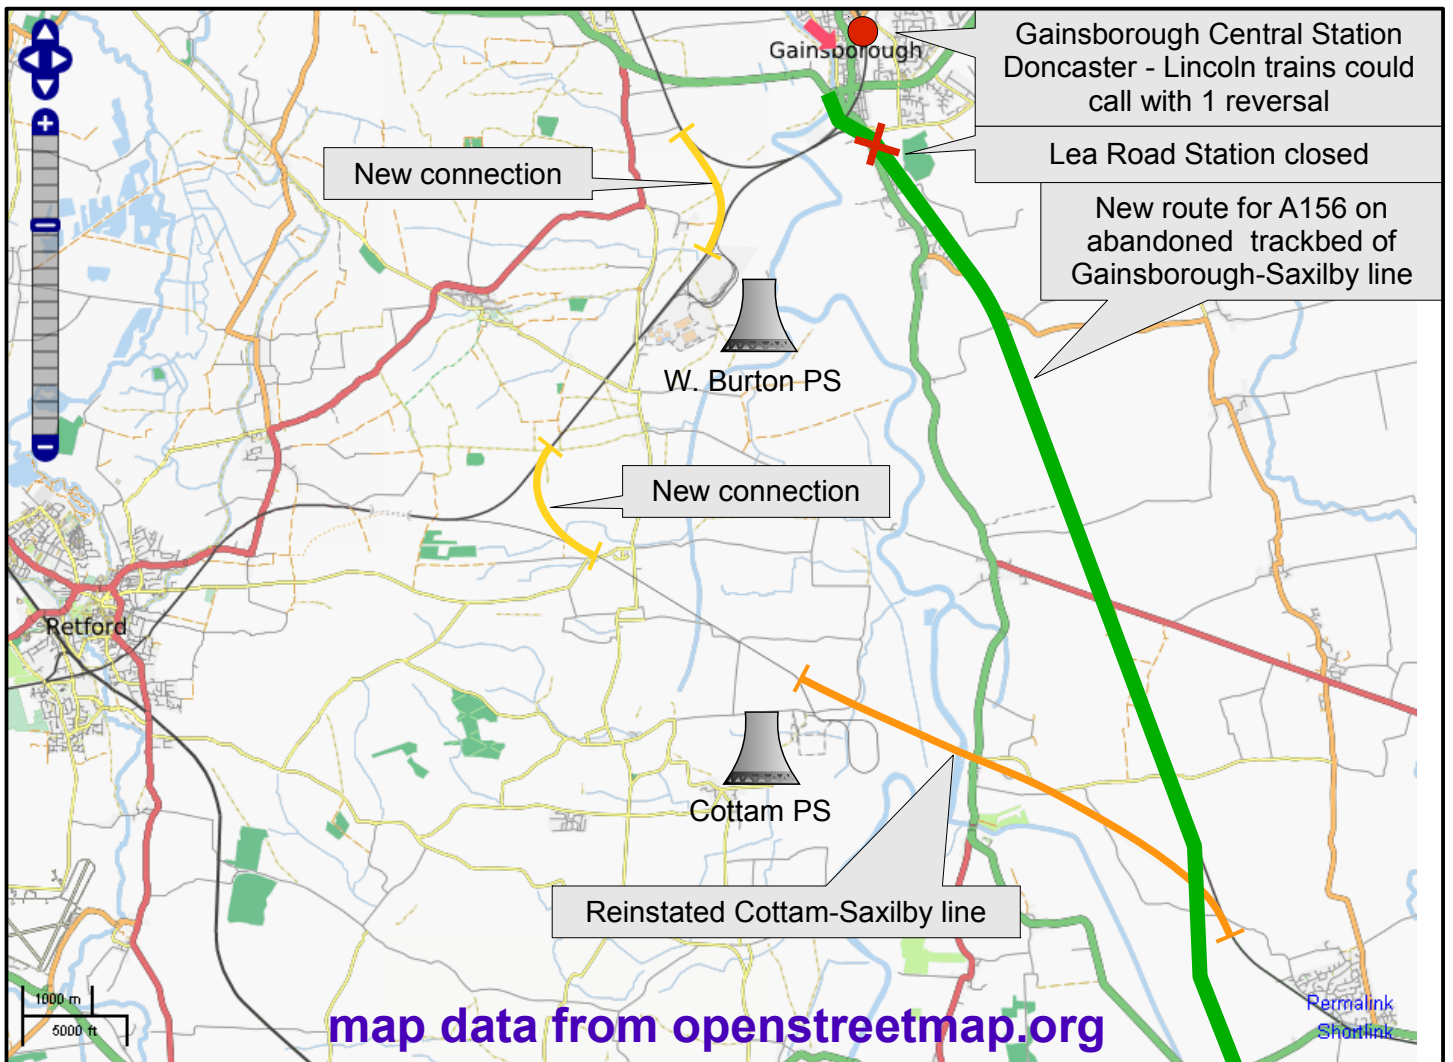 Gainsborough
Gainsborough Central Station
Doncaster - Lincoln trains could
call with 1 reversal
Lea Road Station closed
New connection
New route for A156 on
abandoned trackbed of
Gainsborough-Saxilby line
W. Burton PS
New connection
Retford
Cottam PS
Reinstated Cottam-Saxilby line
1000 m
5000 ft
map data from openstreetmap.org
Permalink
Shortlink